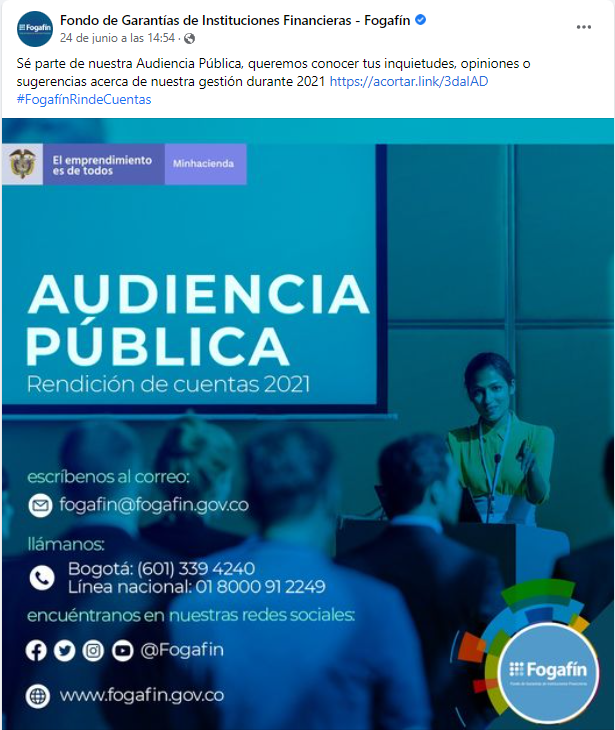 Fondo de Garantías de Instituciones Financieras - Fogafín
24 de junio a las 14:54 ·
Sé parte de nuestra Audiencia Pública, queremos conocer tus inquietudes, opiniones o
sugerencias acerca de nuestra gestión durante 2021 https://acortar.link/3dalAD
#FogafínRindeCuentas
El emprendimiento
es de todos
Minhacienda
AUDIENCIA
PÚBLICA
Rendición de cuentas 2021
escríbenos al correo:
fogafin@fogafin.gov.co
llámanos:
Bogotá: (601) 339 4240
Línea nacional: 01 8000 91 2249
encuéntranos en nuestras redes sociales:
@Fogafin
www.fogafin.gov.co
Fogafín
Fondo de Garantías de Instituciones Financieras